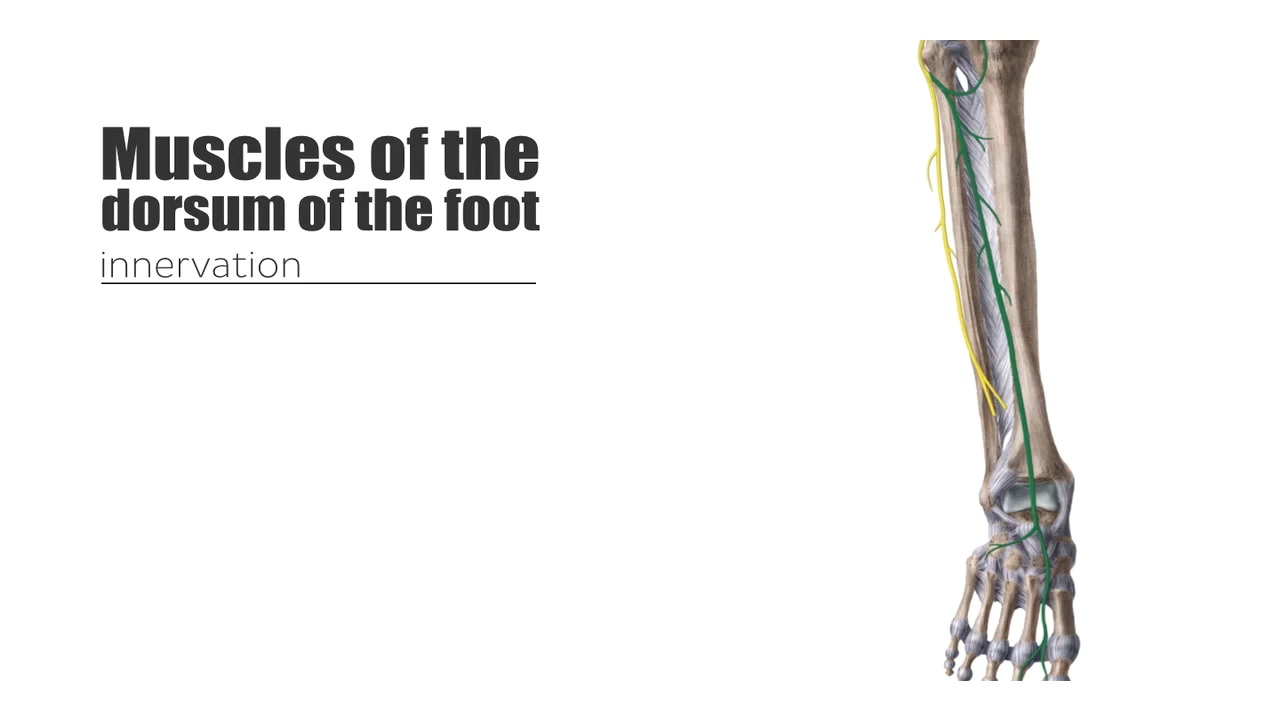 Muscles of the
dorsum of the foot
innervation